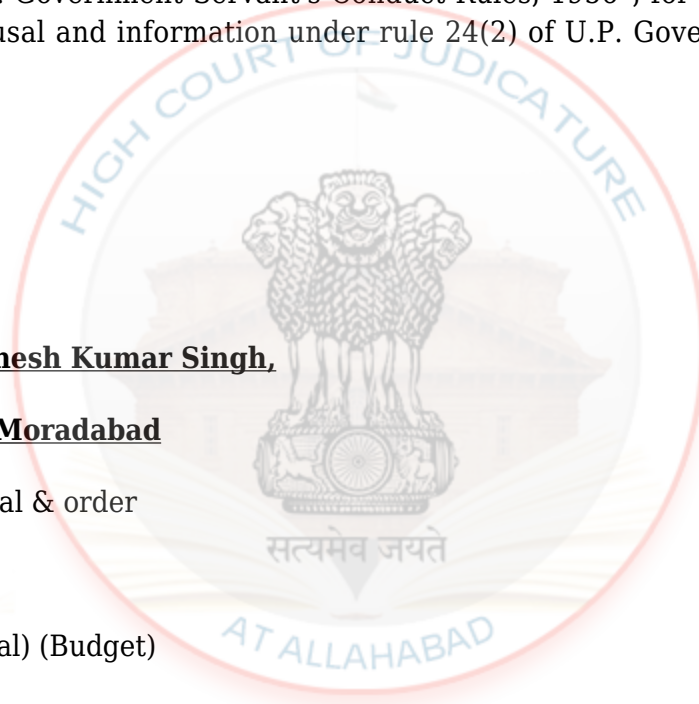 . Government Servant's Conduct Rules, 1956", for
usal and information under rule 24(2) of U.P. Gove
HIGH COURT OF JUDICATURE
nesh Kumar Singh,
Moradabad
al & order
सत्यमेव जयते
AT ALLAHABAD
al) (Budget)